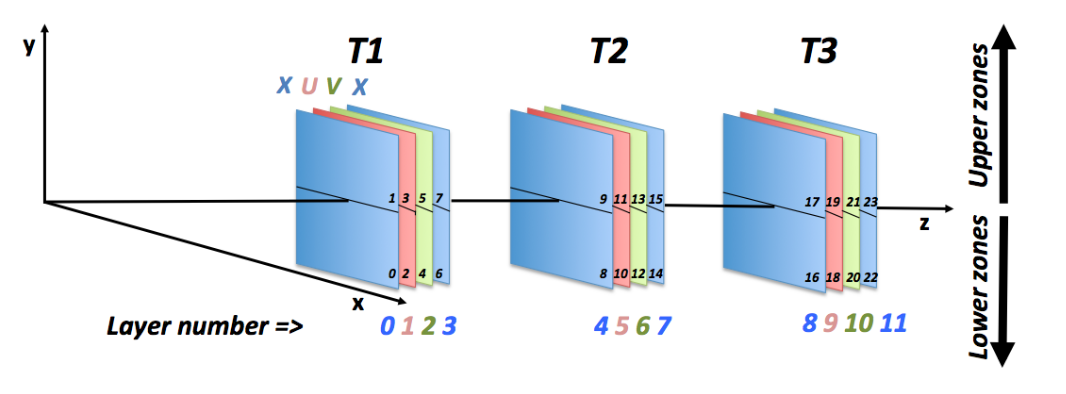 y
T1 T2 T3
X U V X
Upper zones
1 3 5 7 9 11 13 15 17 19 21 23
z
0 2 4 6 8 10 12 14 16 18 20 22
x
Lower zones
Layer number => 0 1 2 3 4 5 6 7 8 9 10 11